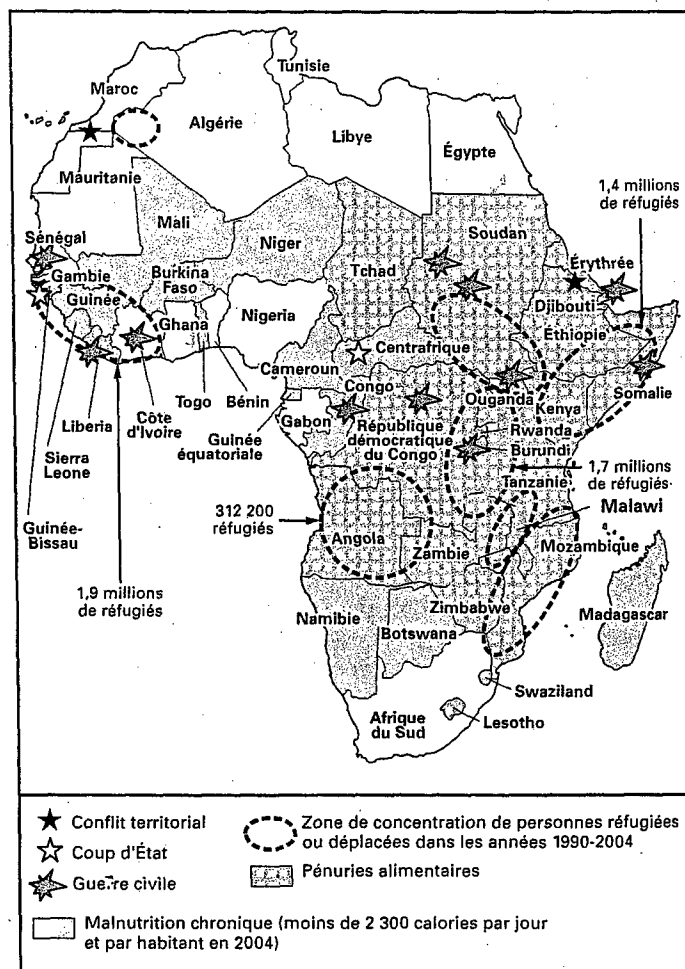 Tunisie
Maroc
Algérie
Libye
Égypte
Mauritanie
1,4 millions
de réfugiés
Mali
Niger
Soudan
Sénégal
Érythrée
Tchad
Gambie
Burkina
Faso
Djibouti
Guinée
Nigeria
Éthiopie
Ghana
Centrafrique
Cameroun
Congo
Ouganda
Somalie
Liberia
Togo
Bénin
Kenya
Côte
d'Ivoire
Gabon
République
démocratique
du Congo
Rwanda
Guinée
équatoriale
Burundi
Sierra
Leone
1,7 millions
de réfugiés
Tanzanie
312 200
réfugiés
Malawi
Guinée-
Bissau
Angola
Zambie
Mozambique
1,9 millions
de réfugiés
Zimbabwe
Namibie
Madagascar
Botswana
Swaziland
Afrique
du Sud
Lesotho
Conflit territorial
Coup d'État
Guerre civile
Zone de concentration de personnes réfugiées
ou déplacées dans les années 1990-2004
Pénuries alimentaires
Malnutrition chronique (moins de 2 300 calories par jour
et par habitant en 2004)